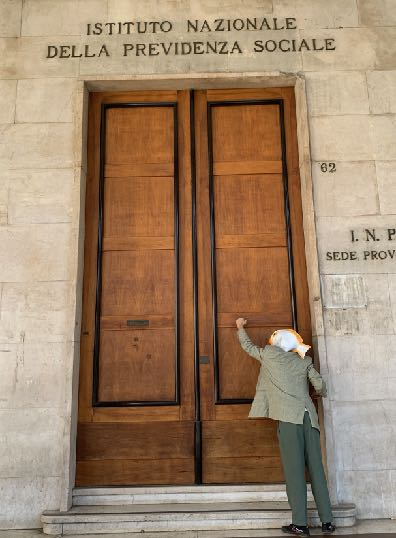 ISTITUTO NAZIONALE
DELLA PREVIDENZA SOCIALE
62
I. N. P
SEDE PROV